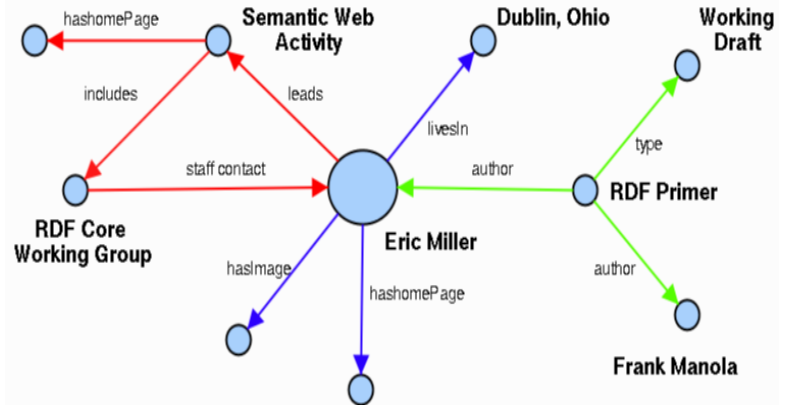 hashomePage
Semantic Web
Activity
Dublin, Ohio
Working
Draft
includes
leads
livesIn
type
staff contact
author
RDF Primer
RDF Core
Working Group
Eric Miller
hasImage
hashomePage
author
Frank Manola